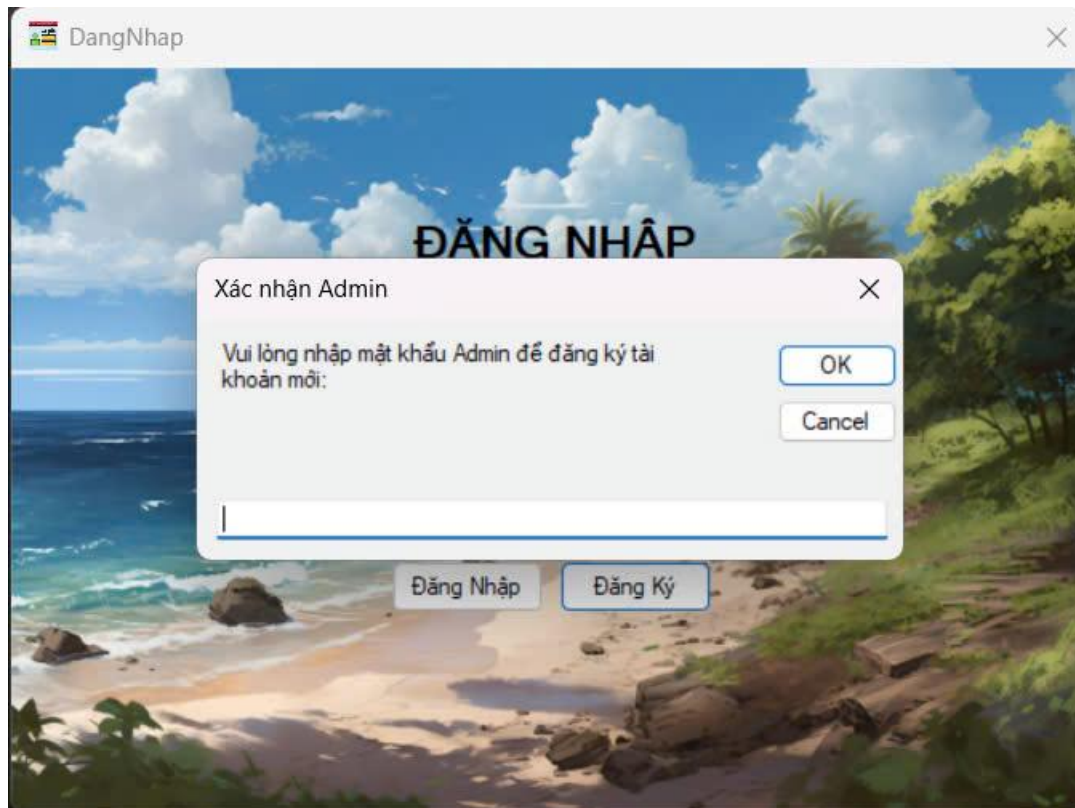 DangNhap
ĐĂNG NHẬP
Xác nhận Admin
Vui lòng nhập mật khẩu Admin để đăng ký tài
khoản mới:
OK
Cancel
Đăng Nhập
Đăng Ký